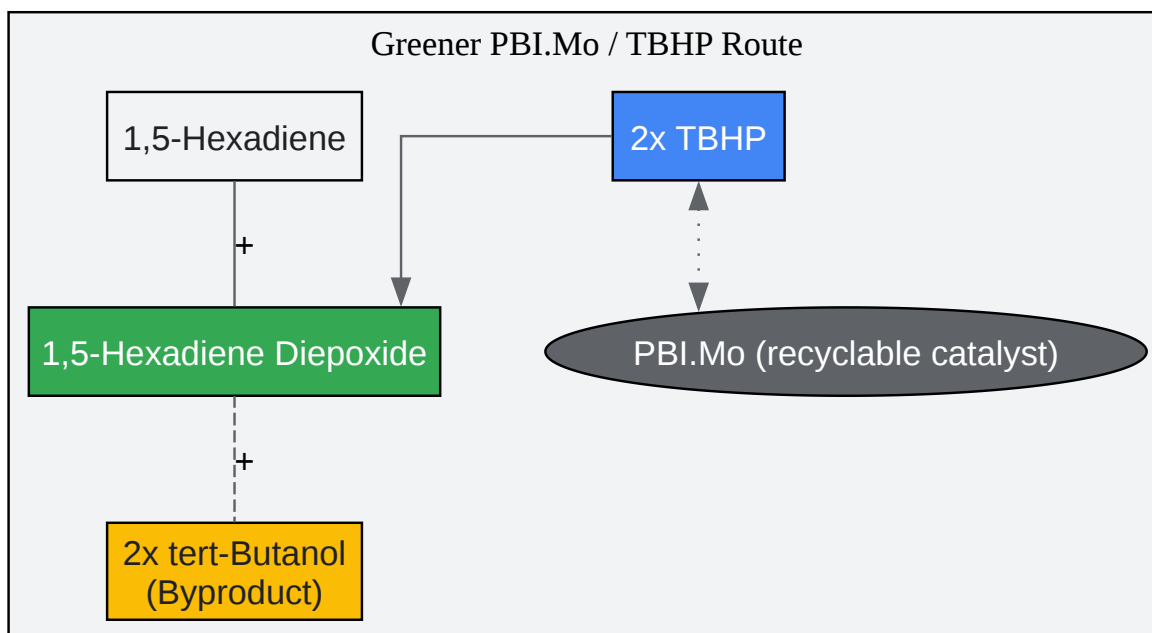 Greener PBI.Mo / TBHP Route
1,5-Hexadiene
2x TBHP
+
1,5-Hexadiene Diepoxide
PBI.Mo (recyclable catalyst)
+
2x tert-Butanol
(Byproduct)